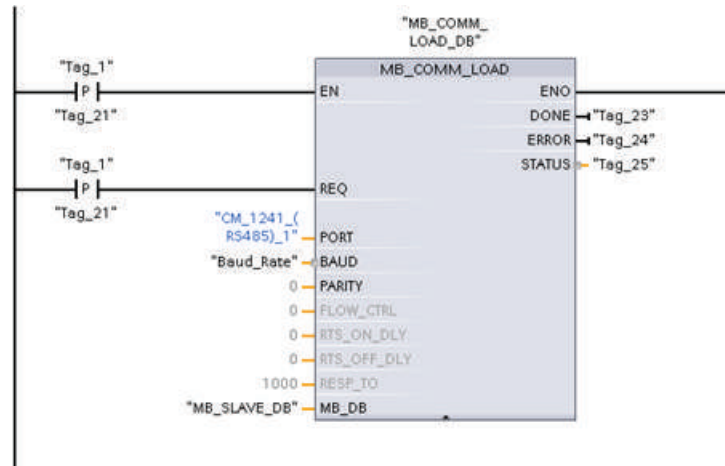 "MB_COMM_
LOAD_DB"
MB_COMM_LOAD
"Tag_1"
P
"Tag_21"
EN
ENO
DONE
"Tag_23"
ERROR
"Tag_24"
STATUS
"Tag_25"
"Tag_1"
P
"Tag_21"
REQ
"CM_1241_(
RS485)_1"
PORT
"Baud_Rate"
BAUD
0
PARITY
0
FLOW_CTRL
0
RTS_ON_DLY
0
RTS_OFF_DLY
1000
RESP_TO
"MB_SLAVE_DB"
MB_DB